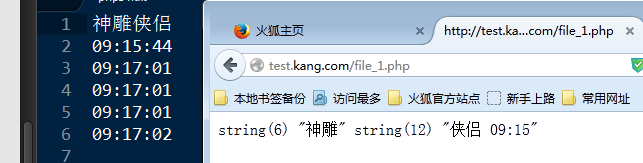 1 神雕侠侣
2 09:15:44
3 09:17:01
4 09:17:01
5 09:17:01
6 09:17:02
7
火狐主页
http://test.ka...com/file_1.php
test.kang.com/file_1.php
本地书签备份 访问最多 火狐官方站点 新手上路 常用网址
string(6) "神雕" string(12) "侠侣 09:15"